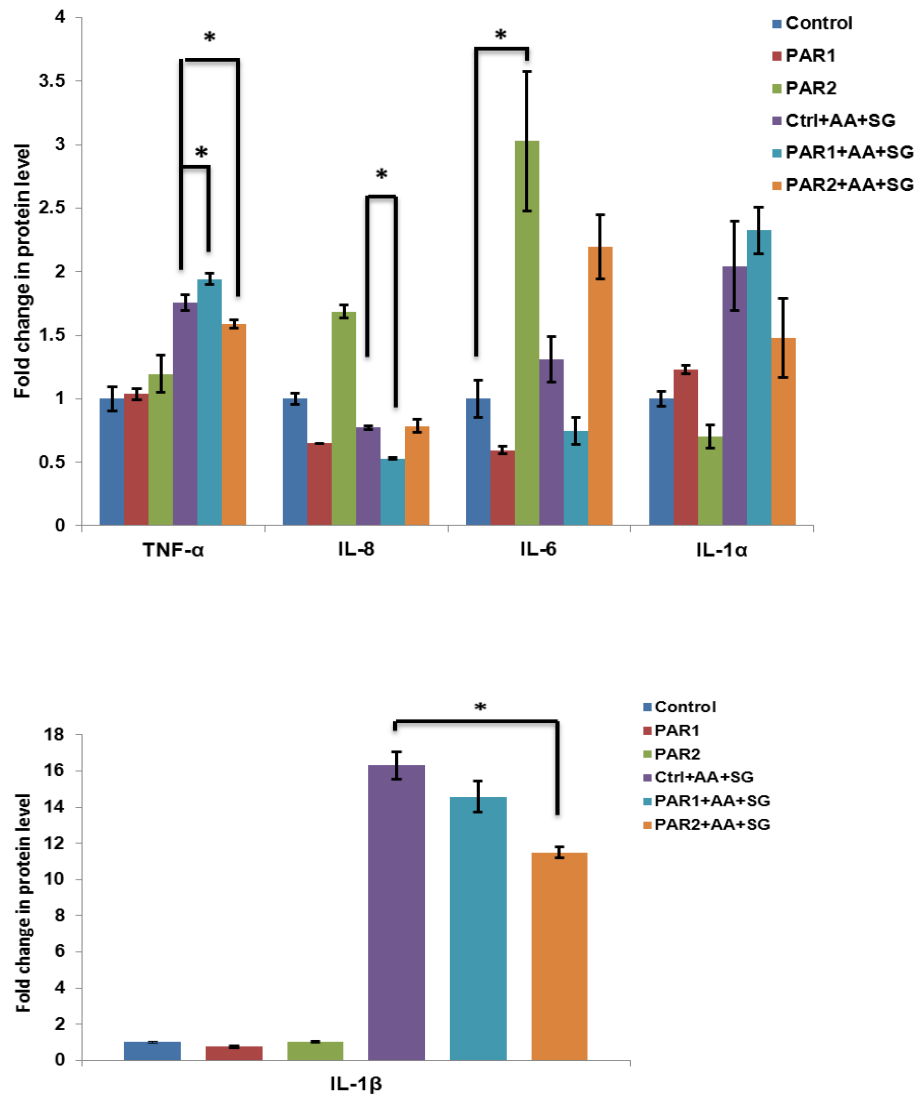 Fold change in protein level
4
3.5
3
2.5
2
1.5
1
0.5
0
*
*
*
*
TNF-α
IL-8
IL-6
IL-1α
Control
PAR1
PAR2
Ctrl+AA+SG
PAR1+AA+SG
PAR2+AA+SG
Fold change in protein level
18
16
14
12
10
8
6
4
2
0
*
IL-1β
Control
PAR1
PAR2
Ctrl+AA+SG
PAR1+AA+SG
PAR2+AA+SG